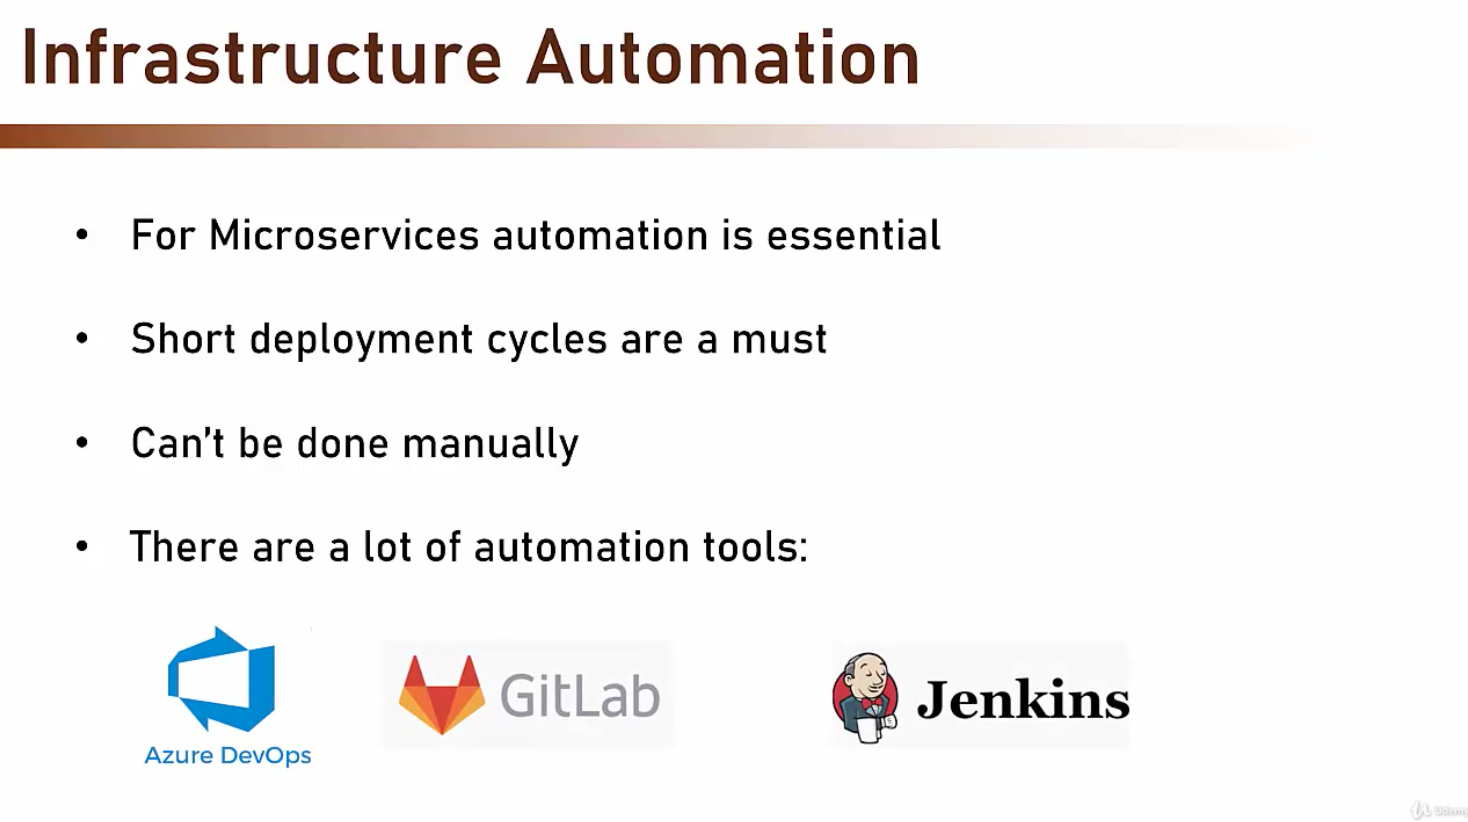 Infrastructure Automation
• For Microservices automation is essential
• Short deployment cycles are a must
• Can't be done manually
• There are a lot of automation tools:
Azure DevOps
GitLab
Jenkins
Udemy